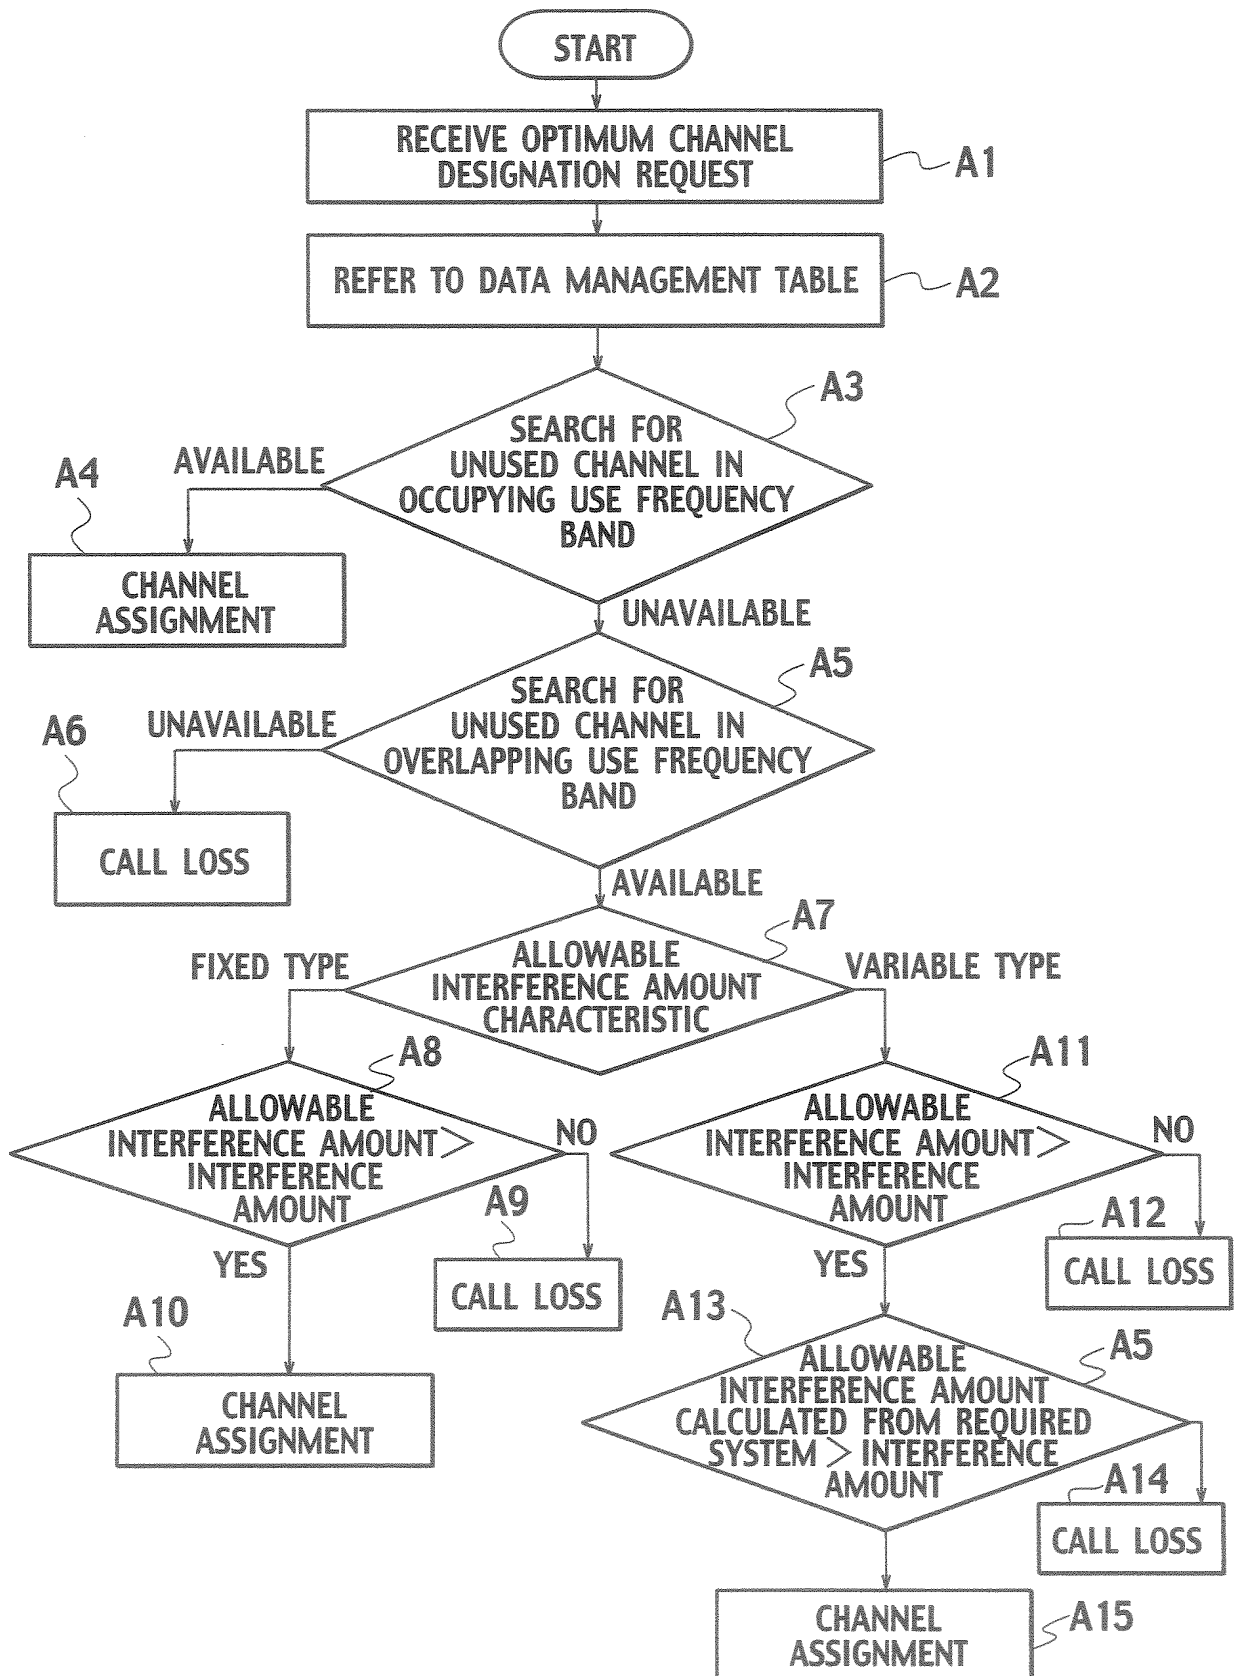 START
RECEIVE OPTIMUM CHANNEL
DESIGNATION REQUEST
A1
REFER TO DATA MANAGEMENT TABLE
A2
A3
SEARCH FOR
UNUSED CHANNEL IN
OCCUPYING USE FREQUENCY
BAND
AVAILABLE
A4
CHANNEL
ASSIGNMENT
UNAVAILABLE
A5
SEARCH FOR
UNUSED CHANNEL IN
OVERLAPPING USE FREQUENCY
BAND
UNAVAILABLE
A6
CALL LOSS
AVAILABLE
A7
ALLOWABLE
INTERFERENCE AMOUNT
CHARACTERISTIC
FIXED TYPE
VARIABLE TYPE
A8
ALLOWABLE
INTERFERENCE AMOUNT >
INTERFERENCE
AMOUNT
NO
A9
CALL LOSS
YES
A10
CHANNEL
ASSIGNMENT
A11
ALLOWABLE
INTERFERENCE AMOUNT >
INTERFERENCE
AMOUNT
NO
A12
CALL LOSS
YES
A13
A5
ALLOWABLE
INTERFERENCE AMOUNT
CALCULATED FROM REQUIRED
SYSTEM > INTERFERENCE
AMOUNT
A14
CALL LOSS
CHANNEL
ASSIGNMENT
A15